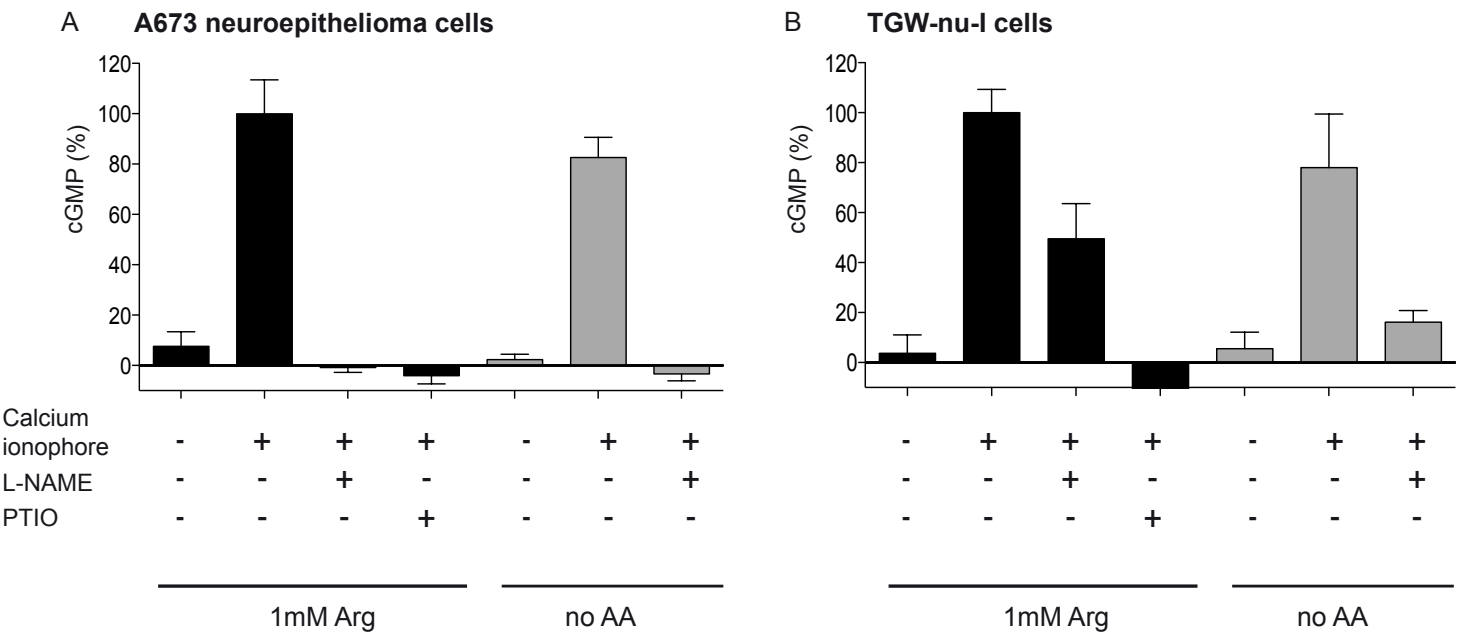 A A673 neuroepithelioma cells
cGMP (%)
120
100
80
60
40
20
0
B TGW-nu-I cells
cGMP (%)
120
100
80
60
40
20
0
Calcium
ionophore - + + + - + + - + + + - + +
L-NAME - - + - - - + - - + - - - +
PTIO - - - + - - - - - - + - - -
1mM Arg no AA 1mM Arg no AA